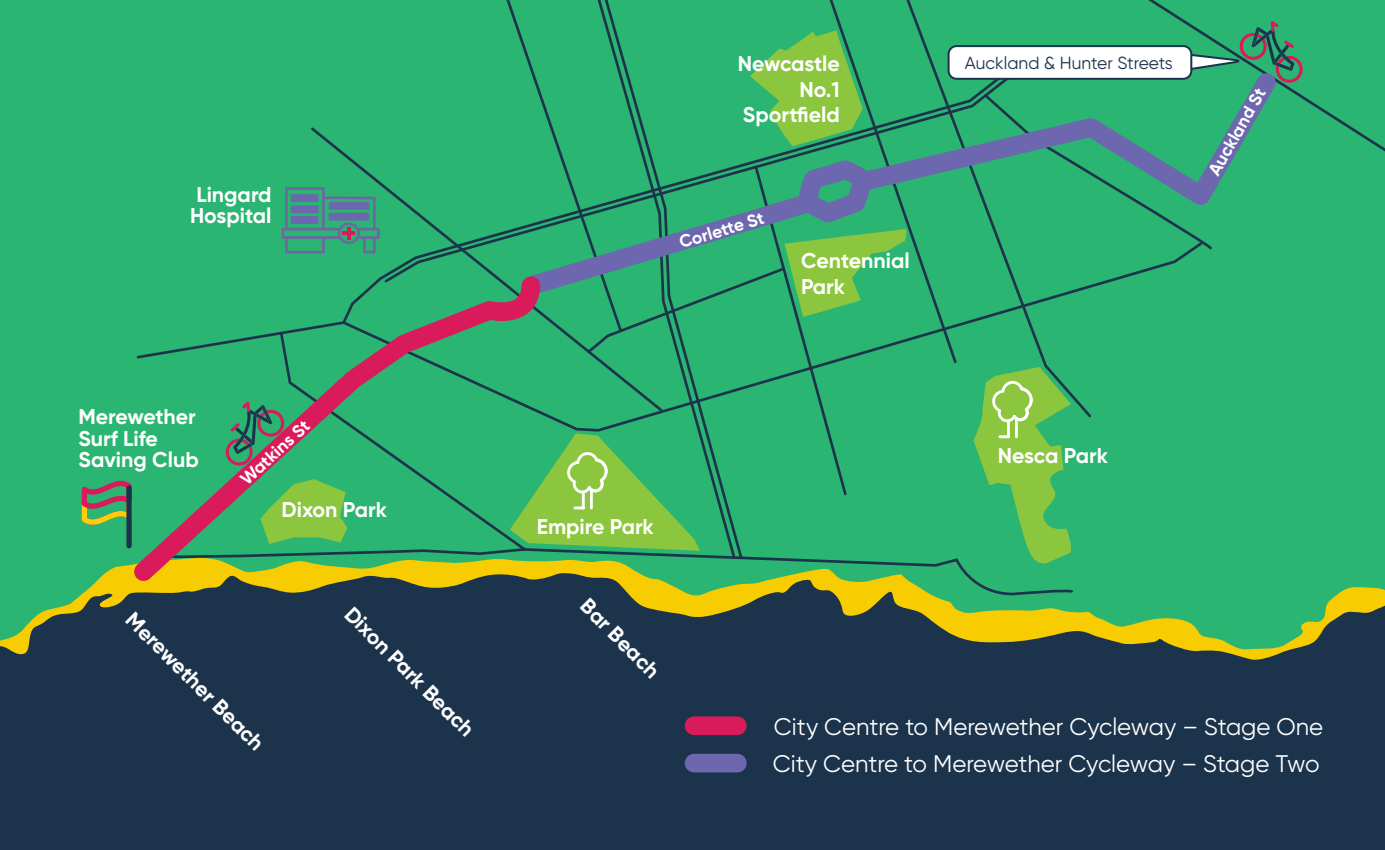 Newcastle
No.1
Sportfield
Auckland & Hunter Streets
Auckland St
Lingard
Hospital
Corlette St
Centennial
Park
Merewether
Surf Life
Saving Club
Watkins St
Nesca Park
Dixon Park
Empire Park
Merewether Beach
Dixon Park Beach
Bar Beach
City Centre to Merewether Cycleway – Stage One
City Centre to Merewether Cycleway – Stage Two